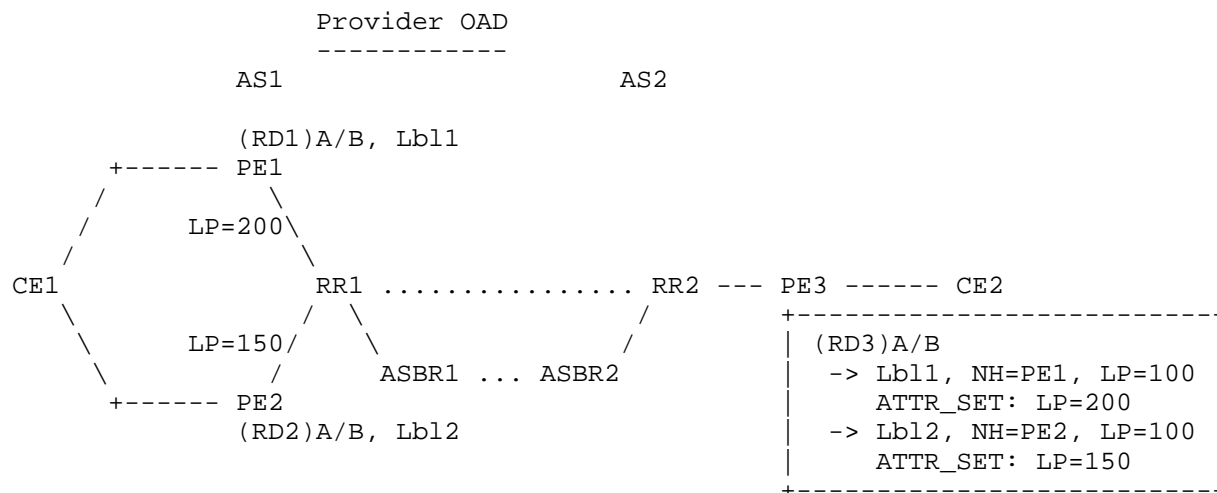 Provider OAD
------------
AS1 AS2
(RD1)A/B, Lbl1
+------ PE1
/ \
/ LP=200\
/ \
CE1 RR1 ................ RR2 --- PE3 ------ CE2
\ / \ / +---------------------------
\ LP=150/ \ / | (RD3)A/B
\ / ASBR1 ... ASBR2 | -> Lbl1, NH=PE1, LP=100
+------ PE2 | ATTR_SET: LP=200
(RD2)A/B, Lbl2 | -> Lbl2, NH=PE2, LP=100
| ATTR_SET: LP=150
+---------------------------